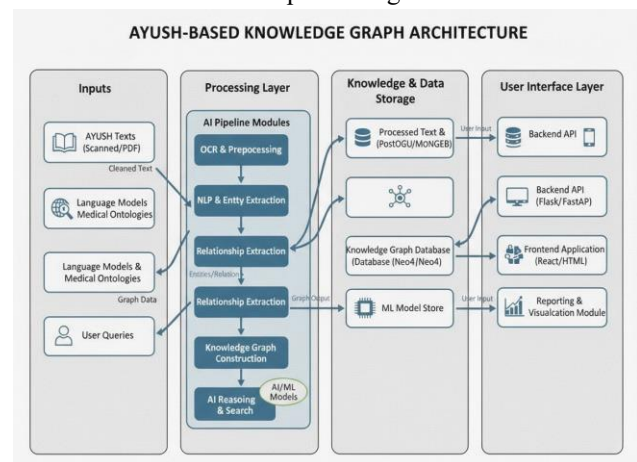 AYUSH-BASED KNOWLEDGE GRAPH ARCHITECTURE
Inputs
AYUSH Texts
(Scanned/PDF)
Cleaned Text
Language Models
Medical Ontologies
Language Models &
Medical Ontologies
Graph Data
User Queries
Processing Layer
AI Pipeline Modules
OCR & Prepocessing
NLP & Entty Extraction
Relationship Extraction
Entities/Relation
Relationship Extraction
Graph Output
Knowledge Graph
Construction
AI/ML
Models
AI Reasoing
& Search
Knowledge & Data
Storage
Processed Text &
(PostOGU/MoNGEB)
Knowledge Graph Database
(Database (Neo4/Neo4)
ML Model Store
User Interface Layer
User Input
Backend API
Backend API
(Flask/FastAP)
Frontend Application
(React/HTML)
User Input
Reporting &
Visualcation Module